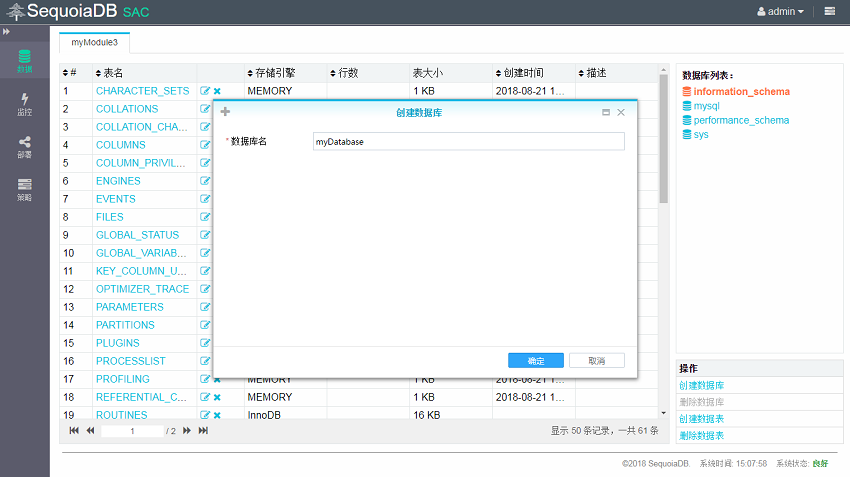 SequoiaDB SAC
admin
myModule3
数据
监控
部署
策略
# 表名 存储引擎 行数 表大小 创建时间 描述
1 CHARACTER_SETS MEMORY 1 KB 2018-08-21 1...
2 COLLATIONS
3 COLLATION_CHA...
4 COLUMNS
5 COLUMN_PRIVIL...
6 ENGINES
7 EVENTS
8 FILES
9 GLOBAL_STATUS
10 GLOBAL_VARIAB...
11 KEY_COLUMN_U...
12 OPTIMIZER_TRACE
13 PARAMETERS
14 PARTITIONS
15 PLUGINS
16 PROCESSLIST
17 PROFILING MEMORY 1 KB 2018-08-21 1...
18 REFERENTIAL_C... MEMORY 1 KB 2018-08-21 1...
19 ROUTINES InnoDB 16 KB
1 / 2
显示 50 条记录，一共 61 条
创建数据库
* 数据库名 myDatabase
确定 取消
数据库列表：
information_schema
mysql
performance_schema
sys
操作
创建数据库
删除数据库
创建数据表
删除数据表
©2018 SequoiaDB. 系统时间: 15:07:58 系统状态: 良好